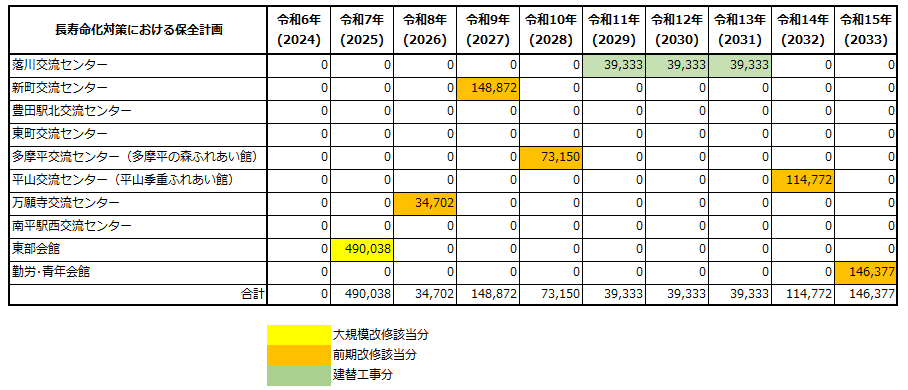 長寿命化対策における保全計画 令和6年 (2024) 令和7年 (2025) 令和8年 (2026) 令和9年 (2027) 令和10年 (2028) 令和11年 (2029) 令和12年 (2030) 令和13年 (2031) 令和14年 (2032) 令和15年 (2033)
落川交流センター 0 0 0 0 0 39,333 39,333 39,333 0 0
新町交流センター 0 0 0 148,872 0 0 0 0 0 0
豊田駅北交流センター 0 0 0 0 0 0 0 0 0 0
東町交流センター 0 0 0 0 0 0 0 0 0 0
多摩平交流センター（多摩平の森ふれあい館） 0 0 0 0 73,150 0 0 0 0 0
平山交流センター（平山季重ふれあい館） 0 0 0 0 0 0 0 0 114,772 0
万願寺交流センター 0 0 34,702 0 0 0 0 0 0 0
南平駅西交流センター 0 0 0 0 0 0 0 0 0 0
東部会館 0 490,038 0 0 0 0 0 0 0 0
勤労・青年会館 0 0 0 0 0 0 0 0 0 146,377
合計 0 490,038 34,702 148,872 73,150 39,333 39,333 39,333 114,772 146,377
大規模改修該当分
前期改修該当分
建替工事分